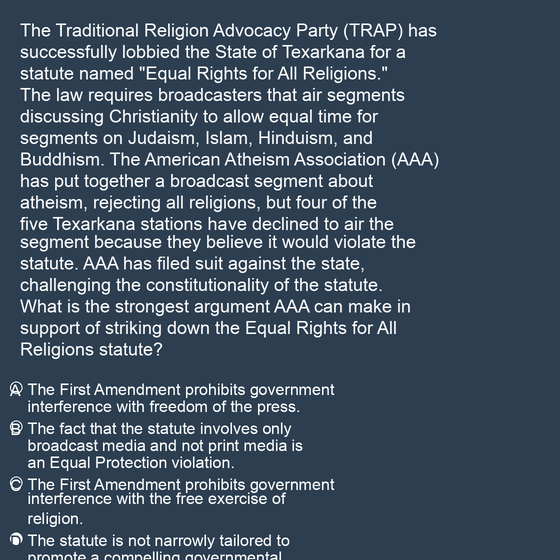 The Traditional Religion Advocacy Party (TRAP) has
successfully lobbied the State of Texarkana for a
statute named "Equal Rights for All Religions."
The law requires broadcasters that air segments
discussing Christianity to allow equal time for
segments on Judaism, Islam, Hinduism, and
Buddhism. The American Atheism Association (AAA)
has put together a broadcast segment about
atheism, rejecting all religions, but four of the
five Texarkana stations have declined to air the
segment because they believe it would violate the
statute. AAA has filed suit against the state,
challenging the constitutionality of the statute.
What is the strongest argument AAA can make in
support of striking down the Equal Rights for All
Religions statute?
A The First Amendment prohibits government
interference with freedom of the press.
B The fact that the statute involves only
broadcast media and not print media is
an Equal Protection violation.
C The First Amendment prohibits government
interference with the free exercise of
religion.
D The statute is not narrowly tailored to
promote a compelling governmental